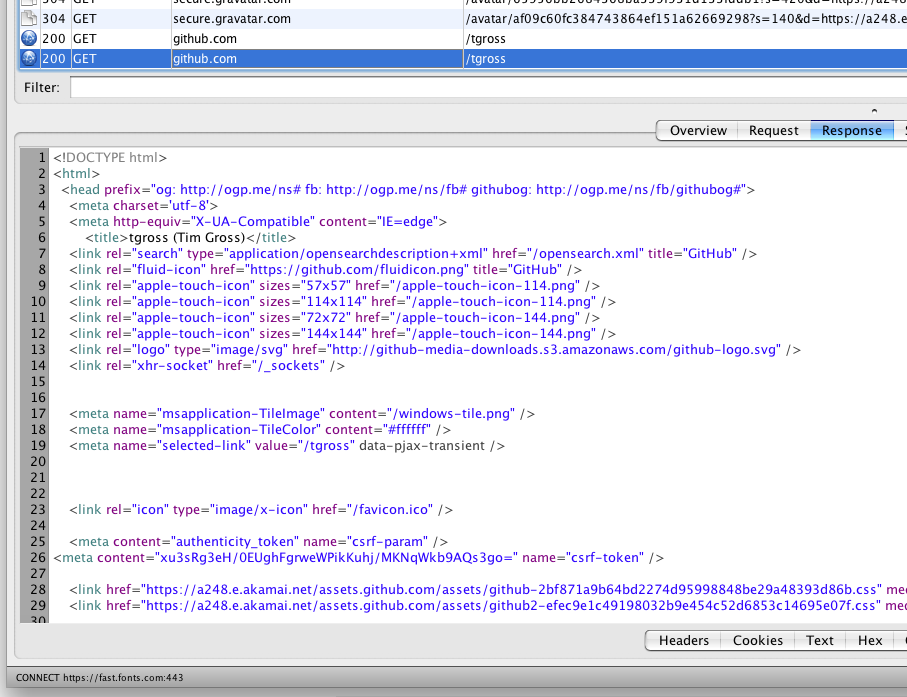 304 GET secure.gravatar.com
304 GET secure.gravatar.com /avatar/af09c60fc384743864ef151a62669298?s=140&d=https://a248.e
200 GET github.com /tgross
200 GET github.com /tgross
Filter:
Overview Request Response
1 <!DOCTYPE html>
2 <html>
3 <head prefix="og: http://ogp.me/ns# fb: http://ogp.me/ns/fb# githubog: http://ogp.me/ns/fb/githubog#">
4 <meta charset='utf-8'>
5 <meta http-equiv="X-UA-Compatible" content="IE=edge">
6 <title>tgross (Tim Gross)</title>
7 <link rel="search" type="application/opensearchdescription+xml" href="/opensearch.xml" title="GitHub" />
8 <link rel="fluid-icon" href="https://github.com/fluidicon.png" title="GitHub" />
9 <link rel="apple-touch-icon" sizes="57x57" href="/apple-touch-icon-114.png" />
10 <link rel="apple-touch-icon" sizes="114x114" href="/apple-touch-icon-114.png" />
11 <link rel="apple-touch-icon" sizes="72x72" href="/apple-touch-icon-144.png" />
12 <link rel="apple-touch-icon" sizes="144x144" href="/apple-touch-icon-144.png" />
13 <link rel="logo" type="image/svg" href="http://github-media-downloads.s3.amazonaws.com/github-logo.svg" />
14 <link rel="xhr-socket" href="/_sockets" />
15
16
17 <meta name="msapplication-TileImage" content="/windows-tile.png" />
18 <meta name="msapplication-TileColor" content="#ffffff" />
19 <meta name="selected-link" value="/tgross" data-pjax-transient />
20
21
22
23 <link rel="icon" type="image/x-icon" href="/favicon.ico" />
24
25 <meta content="authenticity_token" name="csrf-param" />
26 <meta content="xu3sRg3eH/0EUghFgrweWPikKuhj/MKNqWkb9AQs3go=" name="csrf-token" />
27
28 <link href="https://a248.e.akamai.net/assets.github.com/assets/github-2bf871a9b64bd2274d95998848be29a48393d86b.css" med
29 <link href="https://a248.e.akamai.net/assets.github.com/assets/github2-efec9e1c49198032b9e454c52d6853c14695e07f.css" med
30
Headers Cookies Text Hex
CONNECT https://fast.fonts.com:443